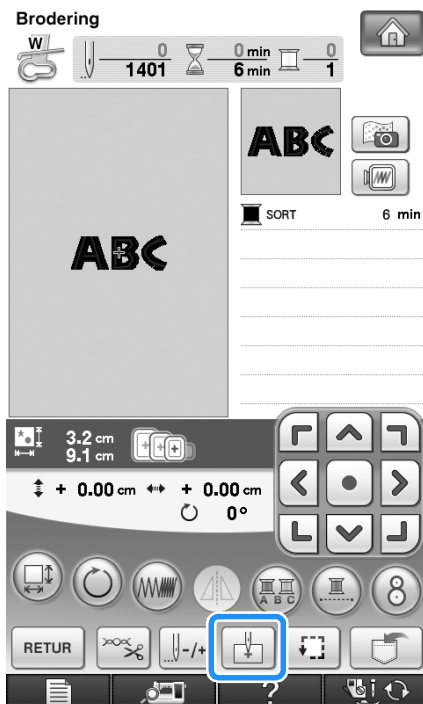 Brodering
W
0 0 min 0
1401 6 min 1
ABC ABC
SORT 6 min
3.2 cm
9.1 cm
+ 0.00 cm + 0.00 cm
0°
A B C
8
RETUR -/+
? i